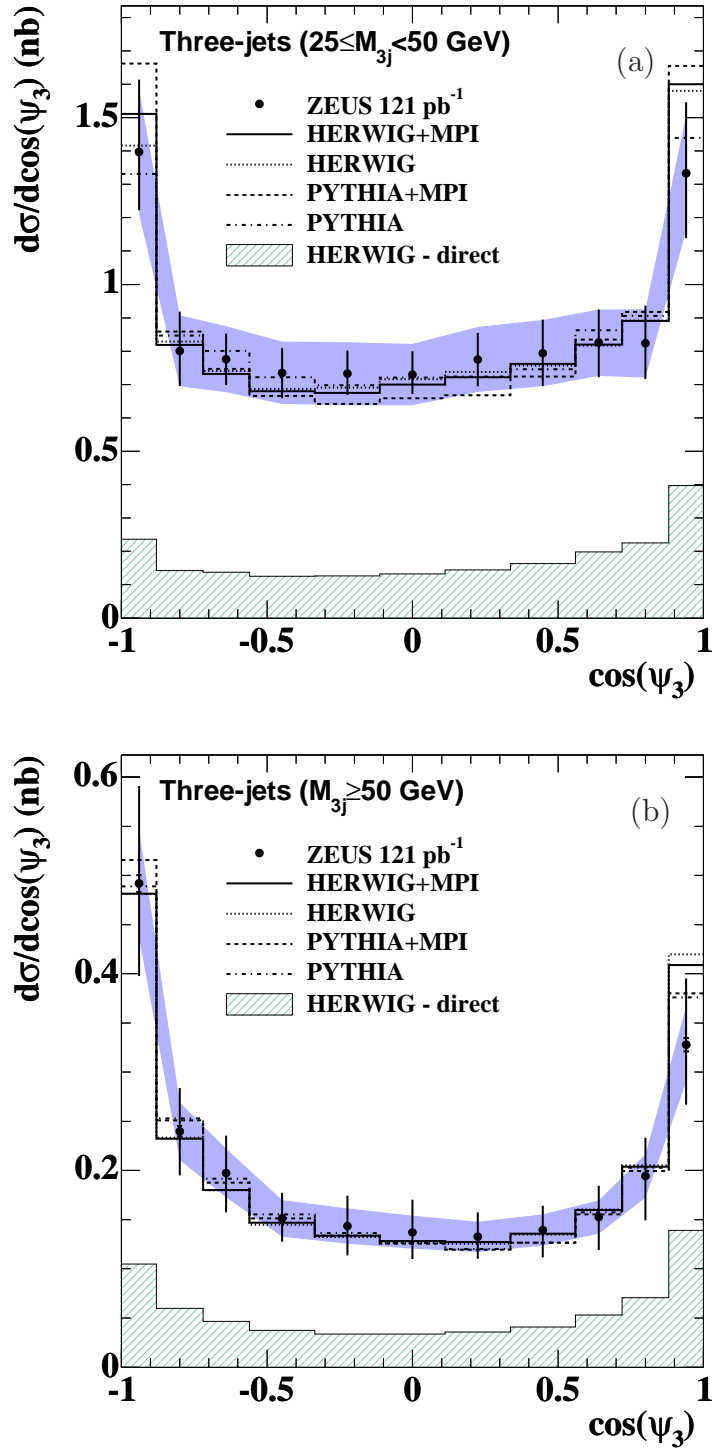 Three-jets (25≤M3j<50 GeV)
(a)
dσ/dcos(ψ3) (nb)
ZEUS 121 pb-1
HERWIG+MPI
HERWIG
PYTHIA+MPI
PYTHIA
HERWIG - direct
1.5
1
0.5
0
-1 -0.5 0 0.5 1
cos(ψ3)
Three-jets (M3j≥50 GeV)
(b)
dσ/dcos(ψ3) (nb)
ZEUS 121 pb-1
HERWIG+MPI
HERWIG
PYTHIA+MPI
PYTHIA
HERWIG - direct
0.6
0.4
0.2
0
-1 -0.5 0 0.5 1
cos(ψ3)